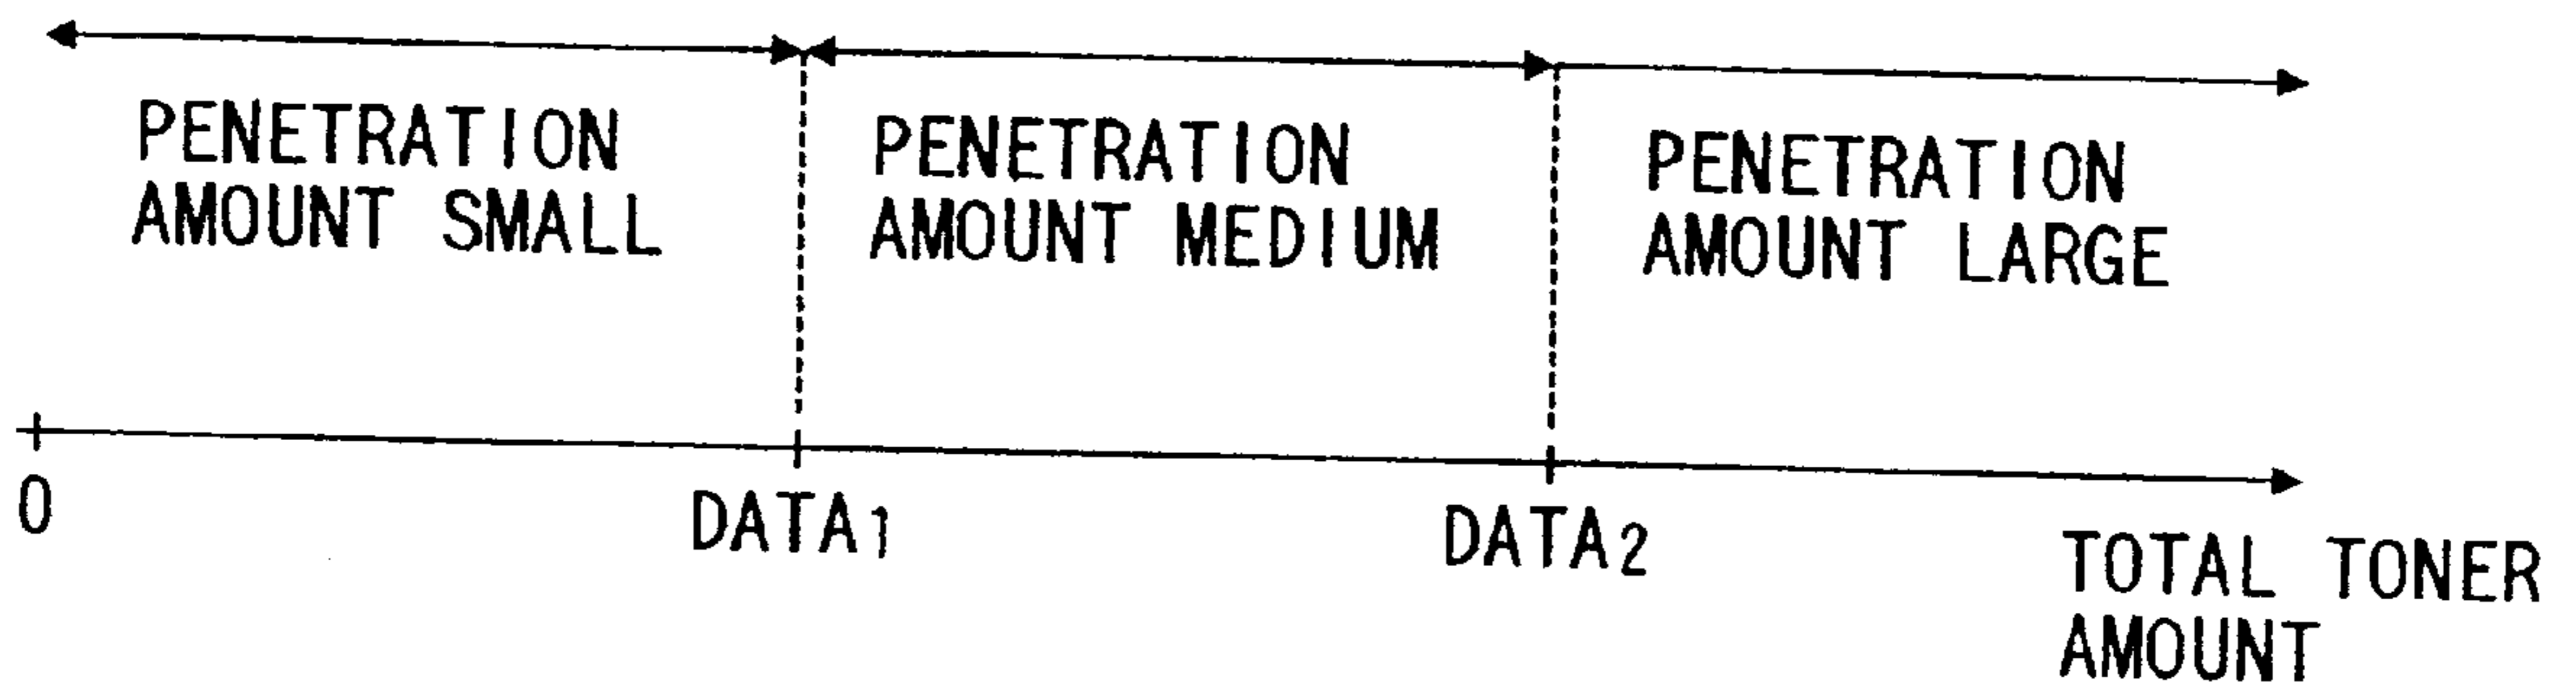 PENETRATION
AMOUNT SMALL
PENETRATION
AMOUNT MEDIUM
PENETRATION
AMOUNT LARGE
0
DATA1
DATA2
TOTAL TONER
AMOUNT